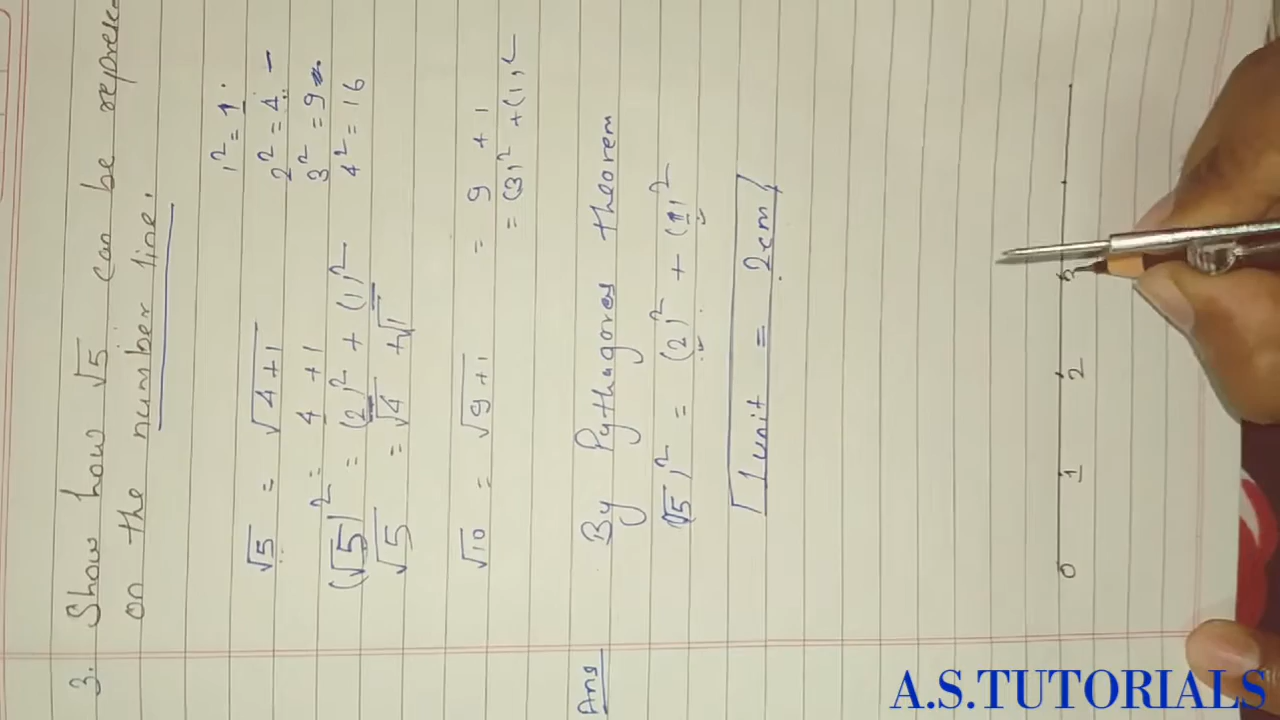 3. Show how √5 can be represe-
on the number line.
1² = 1
√5 = √4+1
2² = 4
(√5)² = 4 + 1
3² = 9
= (2)² + (1)²
4² = 16
√5 = √4 + √1
√10 = √9+1 = 9 + 1
= (3)² + (1)²
Ans By Pythagores theorem
(√5)² = (2)² + (1)²
1 unit = 2cm
0 1 2 3
A.S.TUTORIALS